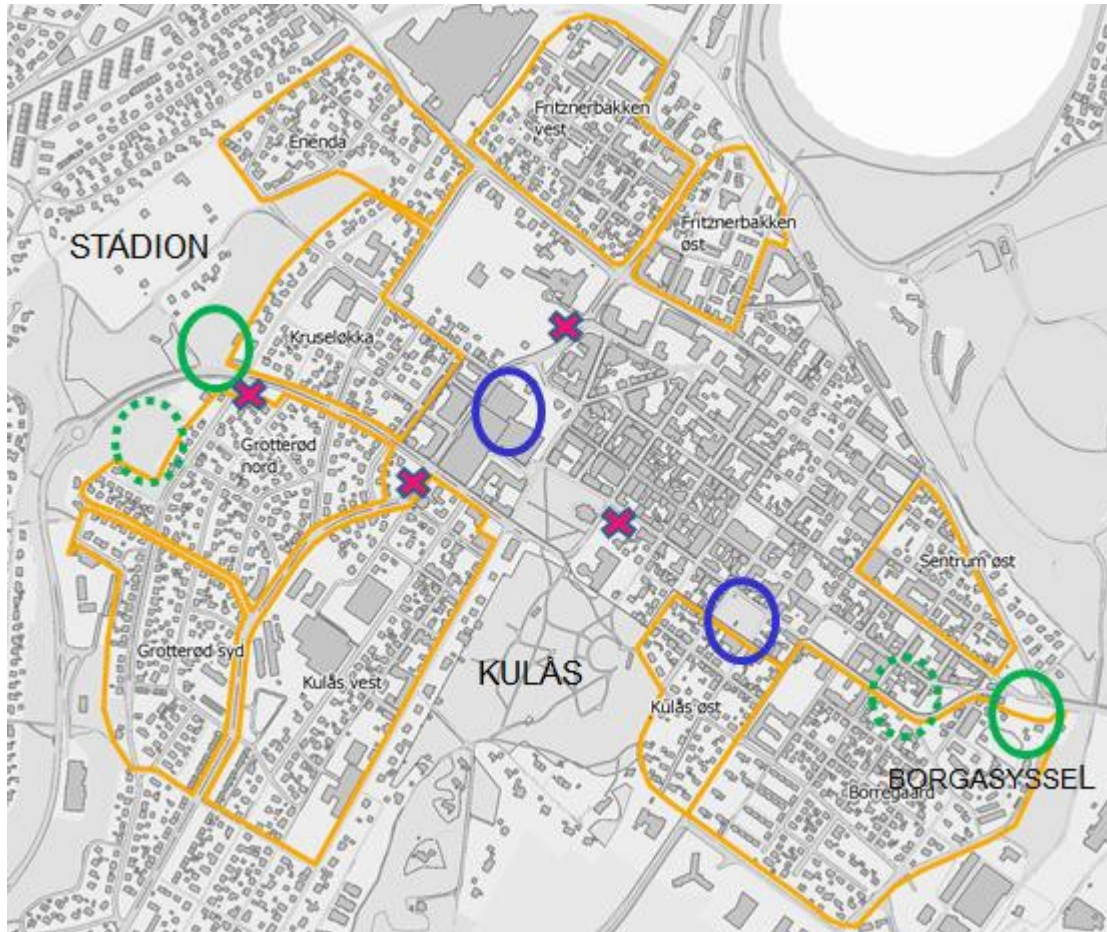 Fritznerbakken
vest
Enenda
Fritznerbakken
øst
STADION
Kruseløkka
Grotterød
nord
Sentrum øst
Grotterød syd
Kulås vest
KULÅS
Kulås øst
BORGASYSSEL
Borregaard